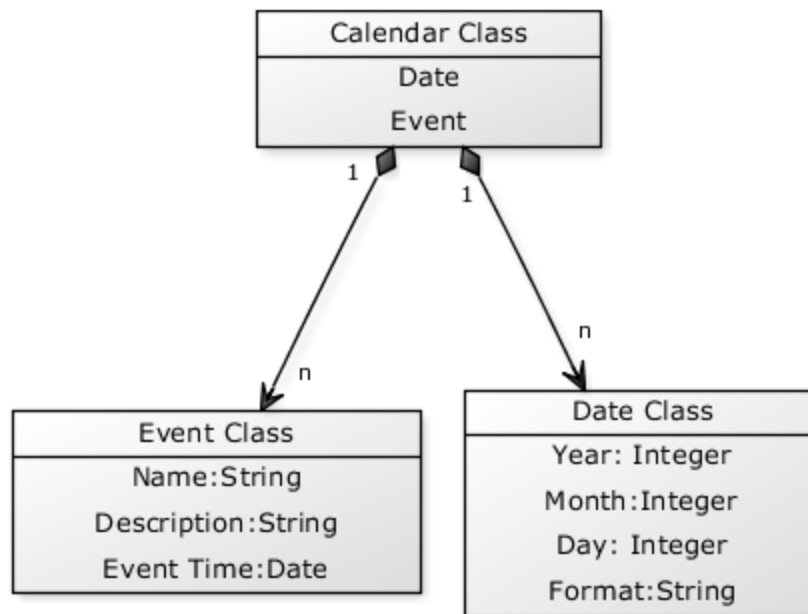 Calendar Class
Date
Event
1
1
n
n
Event Class
Name:String
Description:String
Event Time:Date
Date Class
Year: Integer
Month:Integer
Day: Integer
Format:String